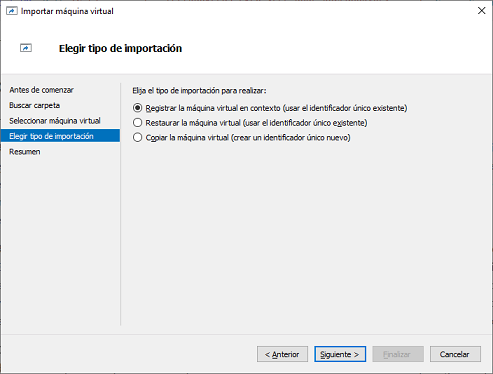 Importar máquina virtual
Elegir tipo de importación
Antes de comenzar
Buscar carpeta
Seleccionar máquina virtual
Elegir tipo de importación
Resumen
Elija el tipo de importación para realizar:
Registrar la máquina virtual en contexto (usar el identificador único existente)
Restaurar la máquina virtual (usar el identificador único existente)
Copiar la máquina virtual (crear un identificador único nuevo)
< Anterior
Siguiente >
Finalizar
Cancelar